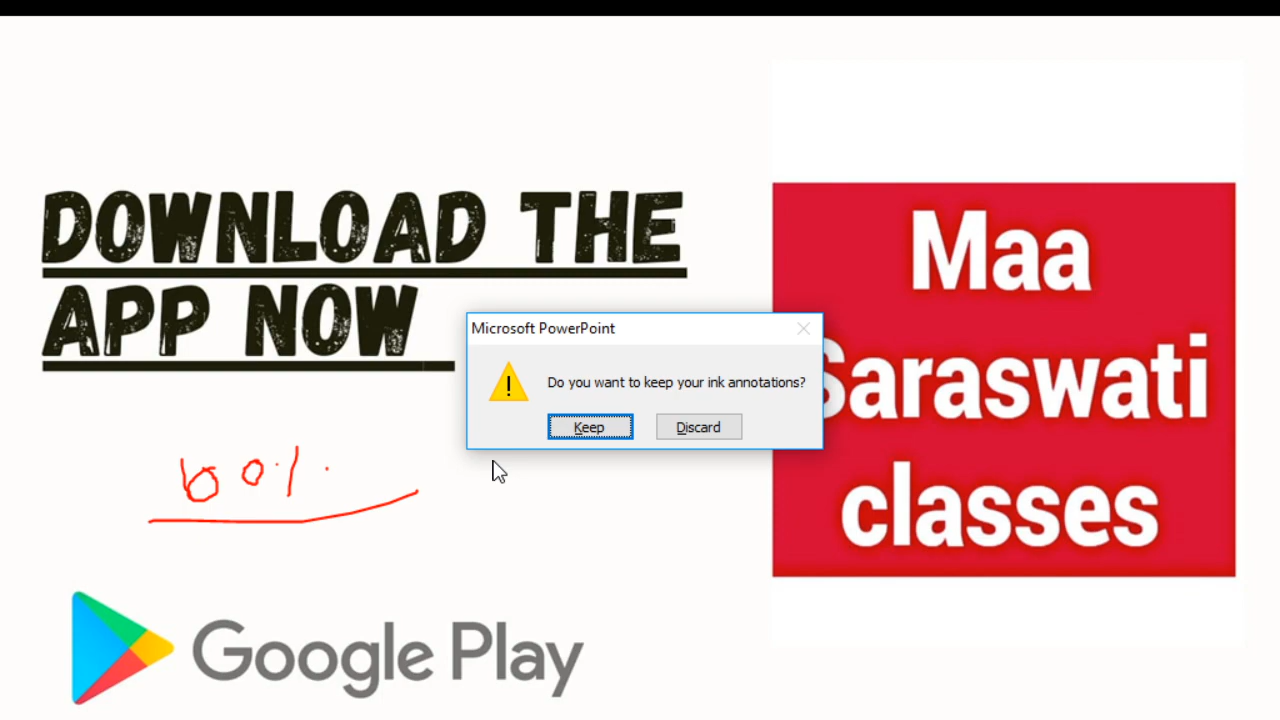 DOWNLOAD THE
APP NOW
60%
Google Play
Microsoft PowerPoint
Do you want to keep your ink annotations?
Keep
Discard
Maa
Saraswati
classes